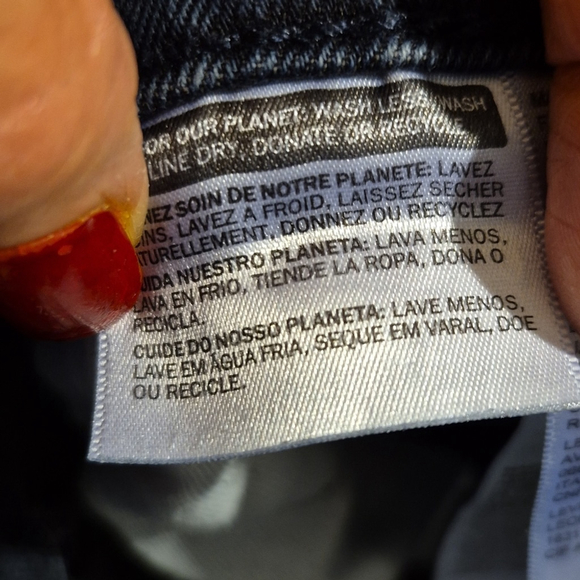 FOR OUR PLANET: WASH LESS, WASH
LINE DRY, DONATE OR RECYCLE.
NEZ SOIN DE NOTRE PLANETE: LAVEZ
INS, LAVEZ A FROID, LAISSEZ SECHER
TURELLEMENT, DONNEZ OU RECYCLEZ
UIDA NUESTRO PLANETA: LAVA MENOS,
LAVA EN FRIO, TIENDE LA ROPA, DONA O
RECICLA.
CUIDE DO NOSSO PLANETA: LAVE MENOS,
LAVE EM AGUA FRIA, SEQUE EM VARAL, DOE
OU RECICLE.